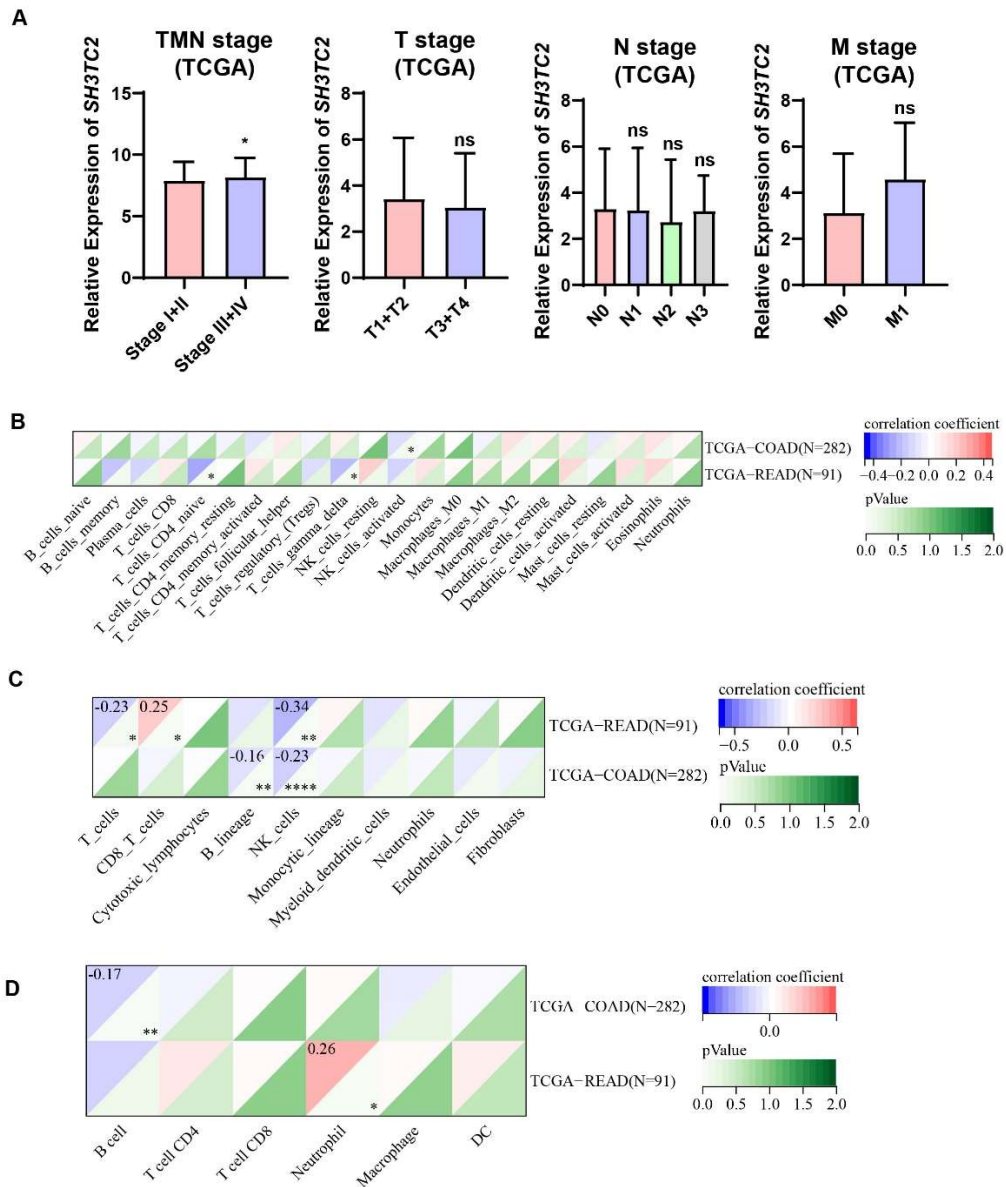 A
TMN stage
(TCGA)
Relative Expression of SH3TC2
15
10
5
0
*
Stage I+II
Stage III+IV
T stage
(TCGA)
Relative Expression of SH3TC2
8
6
4
2
0
ns
T1+T2
T3+T4
N stage
(TCGA)
Relative Expression of SH3TC2
8
6
4
2
0
ns
ns
ns
N0
N1
N2
N3
M stage
(TCGA)
Relative Expression of SH3TC2
8
6
4
2
0
ns
M0
M1
B
*
TCGA−COAD(N=282)
* *
TCGA−READ(N=91)
B_cells_naive
B_cells_memory
Plasma_cells
T_cells_CD8
T_cells_CD4_naive
T_cells_CD4_memory_resting
T_cells_CD4_memory_activated
T_cells_follicular_helper
T_cells_regulatory_(Tregs)
T_cells_gamma_delta
NK_cells_resting
NK_cells_activated
Monocytes
Macrophages_M0
Macrophages_M1
Macrophages_M2
Dendritic_cells_resting
Dendritic_cells_activated
Mast_cells_resting
Mast_cells_activated
Eosinophils
Neutrophils
correlation coefficient
−0.4−0.2 0.0 0.2 0.4
pValue
0.0 0.5 1.0 1.5 2.0
C
-0.23 0.25 -0.34
* * **
TCGA−READ(N=91)
-0.16 -0.23
** ****
TCGA−COAD(N=282)
T_cells
CD8_T_cells
Cytotoxic_lymphocytes
B_lineage
NK_cells
Monocytic_lineage
Myeloid_dendritic_cells
Neutrophils
Endothelial_cells
Fibroblasts
correlation coefficient
−0.5 0.0 0.5
pValue
0.0 0.5 1.0 1.5 2.0
D
-0.17
**
TCGA COAD(N−282)
0.26
*
TCGA−READ(N=91)
B cell
T cell CD4
T cell CD8
Neutrophil
Macrophage
DC
correlation coefficient
0.0
pValue
0.0 0.5 1.0 1.5 2.0